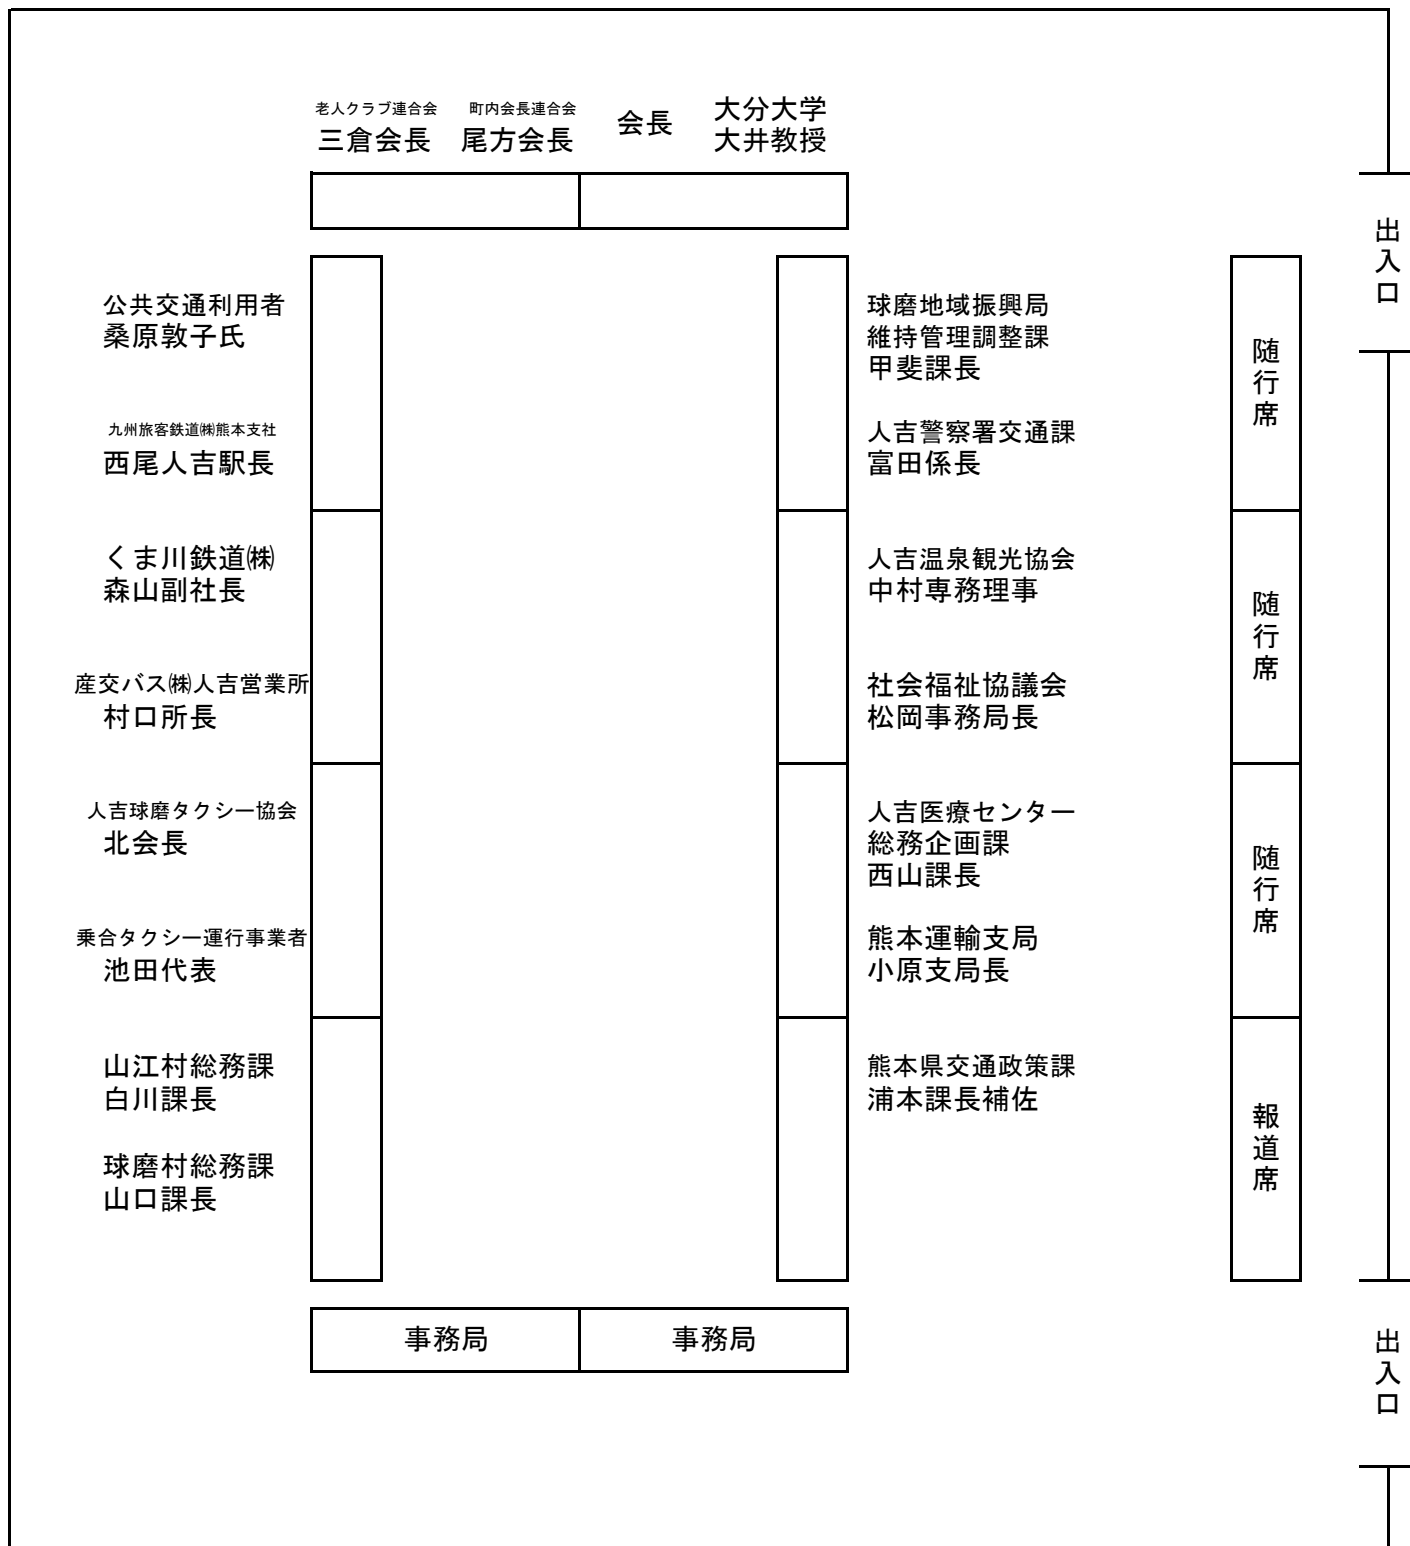 老人クラブ連合会
三倉会長
町内会長連合会
尾方会長
会長
大分大学
大井教授
出入口
公共交通利用者
桑原敦子氏
九州旅客鉄道㈱熊本支社
西尾人吉駅長
くま川鉄道㈱
森山副社長
産交バス㈱人吉営業所
村口所長
人吉球磨タクシー協会
北会長
乗合タクシー運行事業者
池田代表
山江村総務課
白川課長
球磨村総務課
山口課長
球磨地域振興局
維持管理調整課
甲斐課長
人吉警察署交通課
富田係長
人吉温泉観光協会
中村専務理事
社会福祉協議会
松岡事務局長
人吉医療センター
総務企画課
西山課長
熊本運輸支局
小原支局長
熊本県交通政策課
浦本課長補佐
随行席
随行席
随行席
報道席
事務局
事務局
出入口